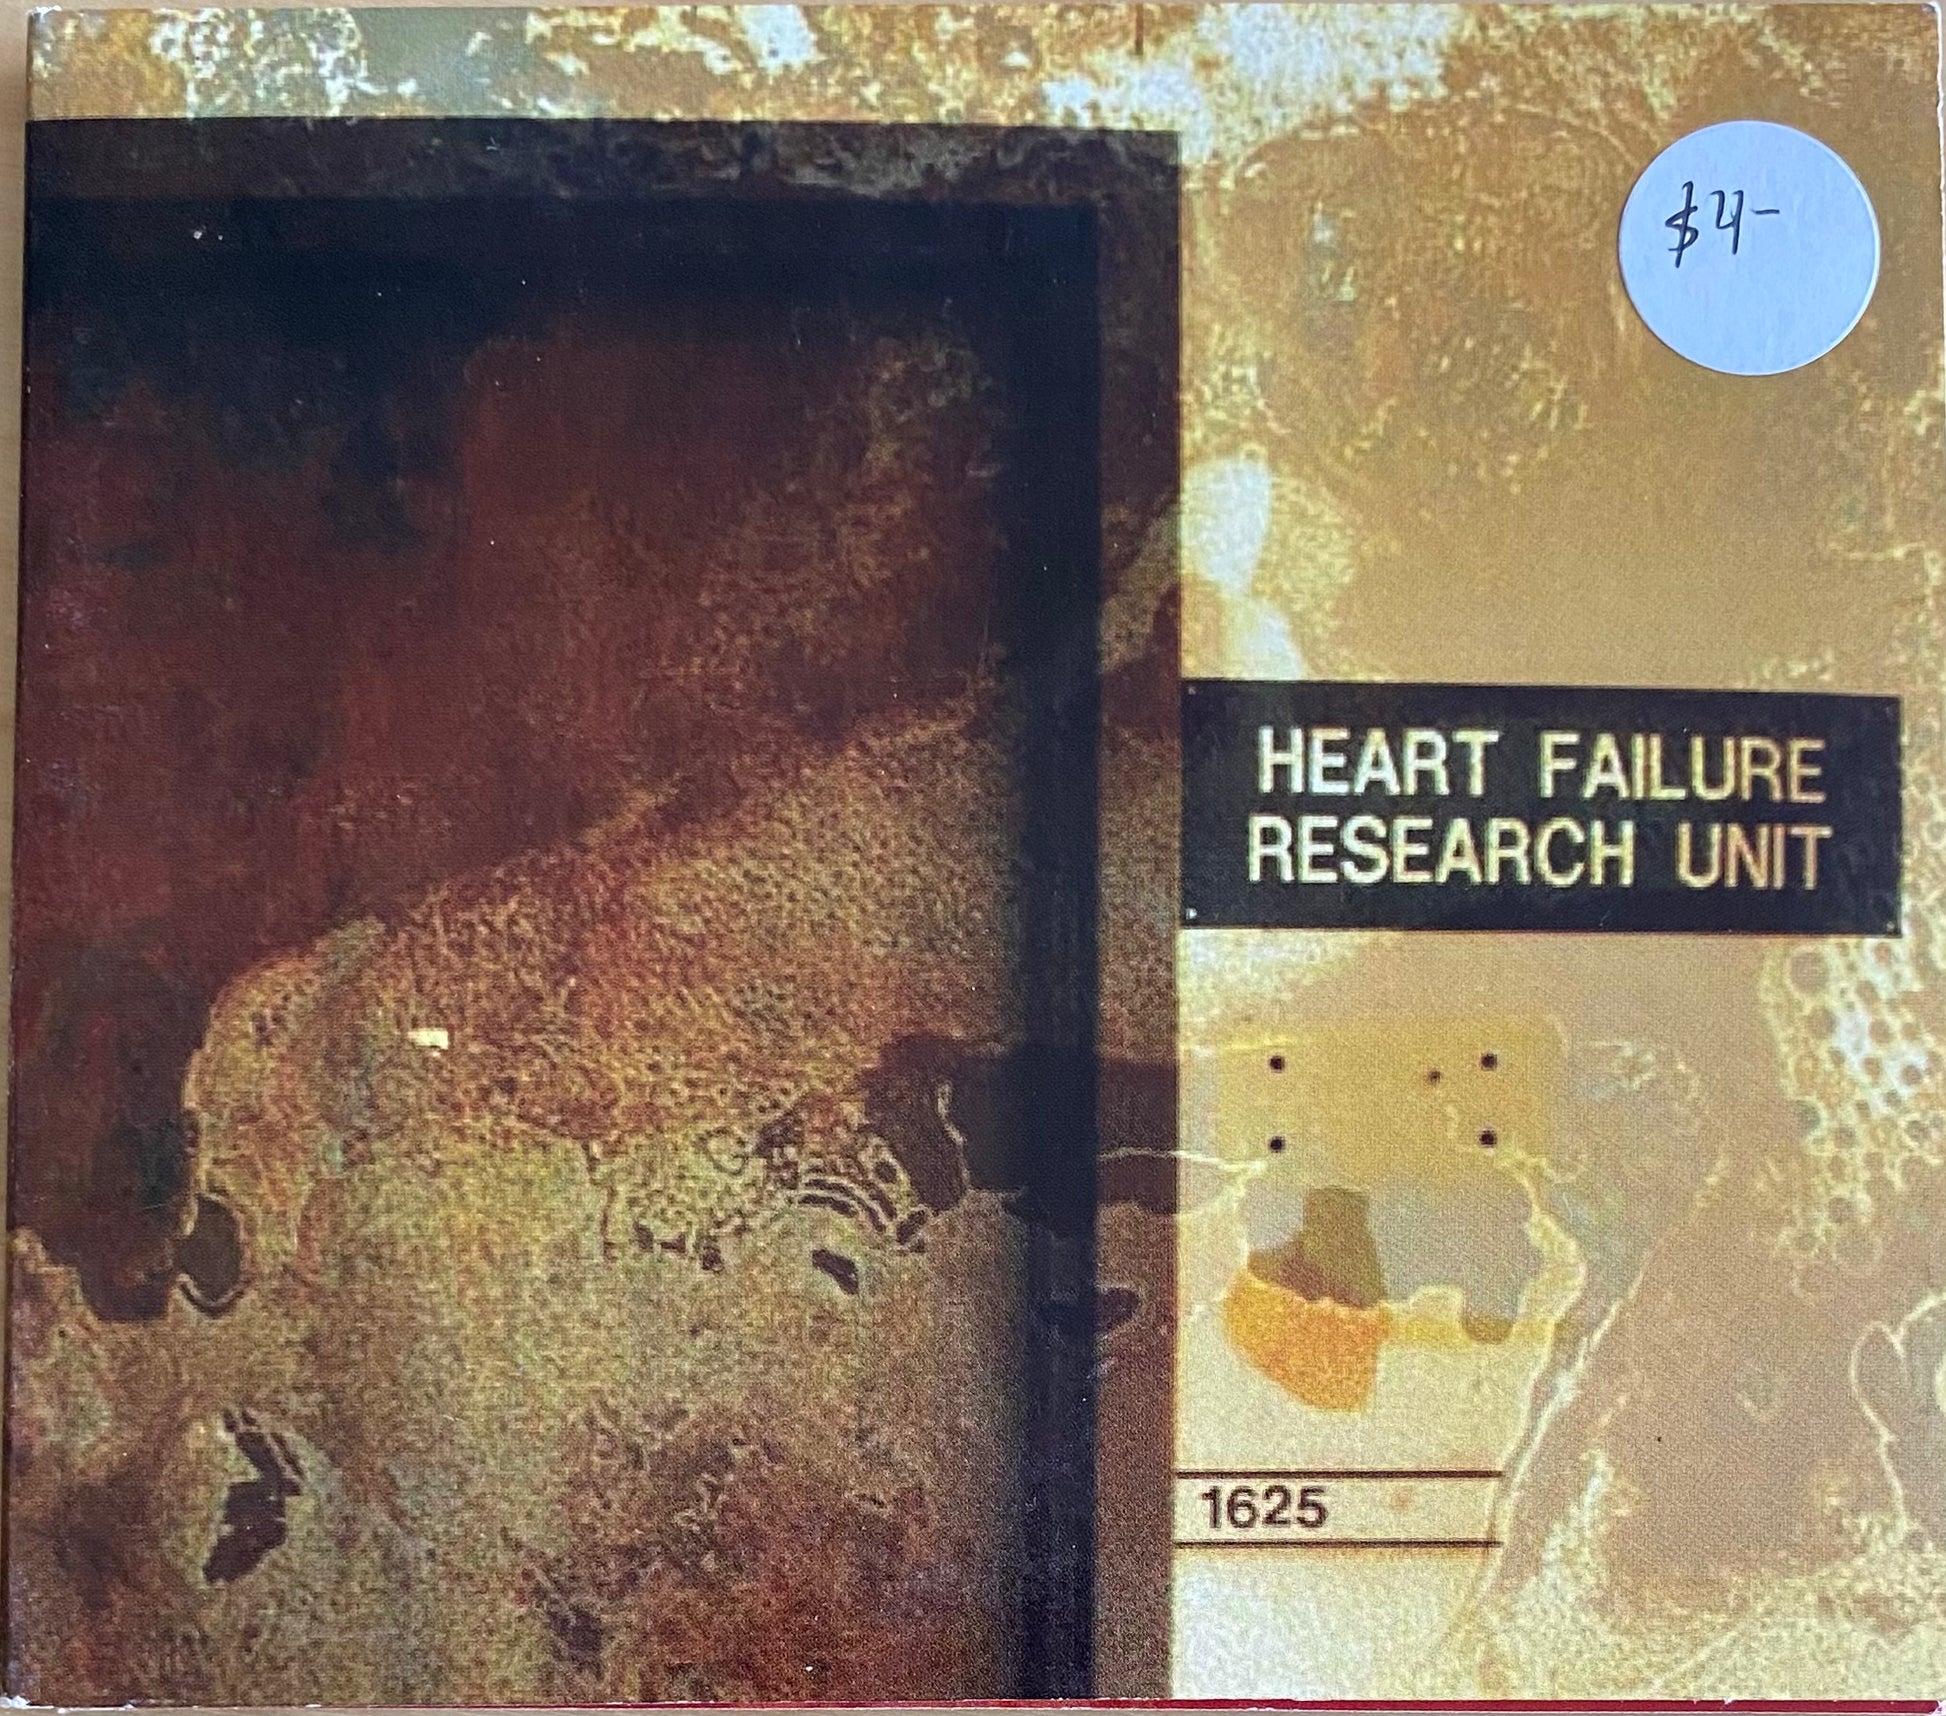 $4-
HEART FAILURE
RESEARCH UNIT
1625